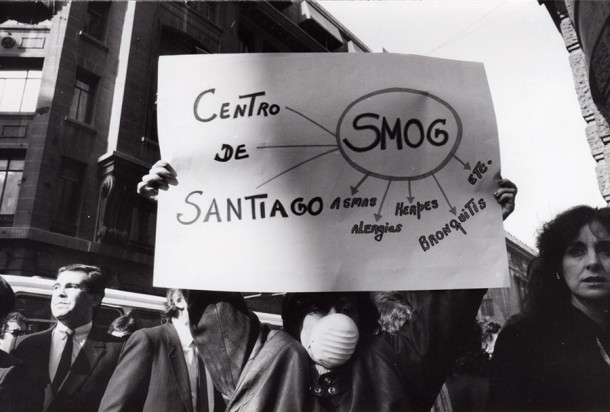 CENTRO
DE
SANTIAGO
SMOG
ASMAS
ALERGIAS
HERPES
BRONQUITIS
ETC.